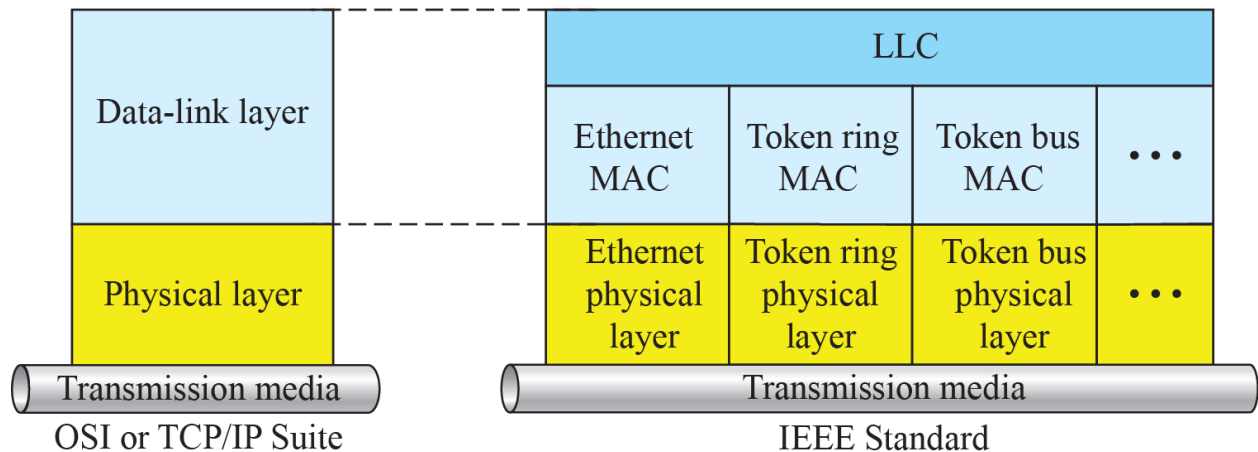 Data-link layer
Physical layer
Transmission media
OSI or TCP/IP Suite
LLC
Ethernet
MAC
Token ring
MAC
Token bus
MAC
• • •
Ethernet
physical
layer
Token ring
physical
layer
Token bus
physical
layer
• • •
Transmission media
IEEE Standard